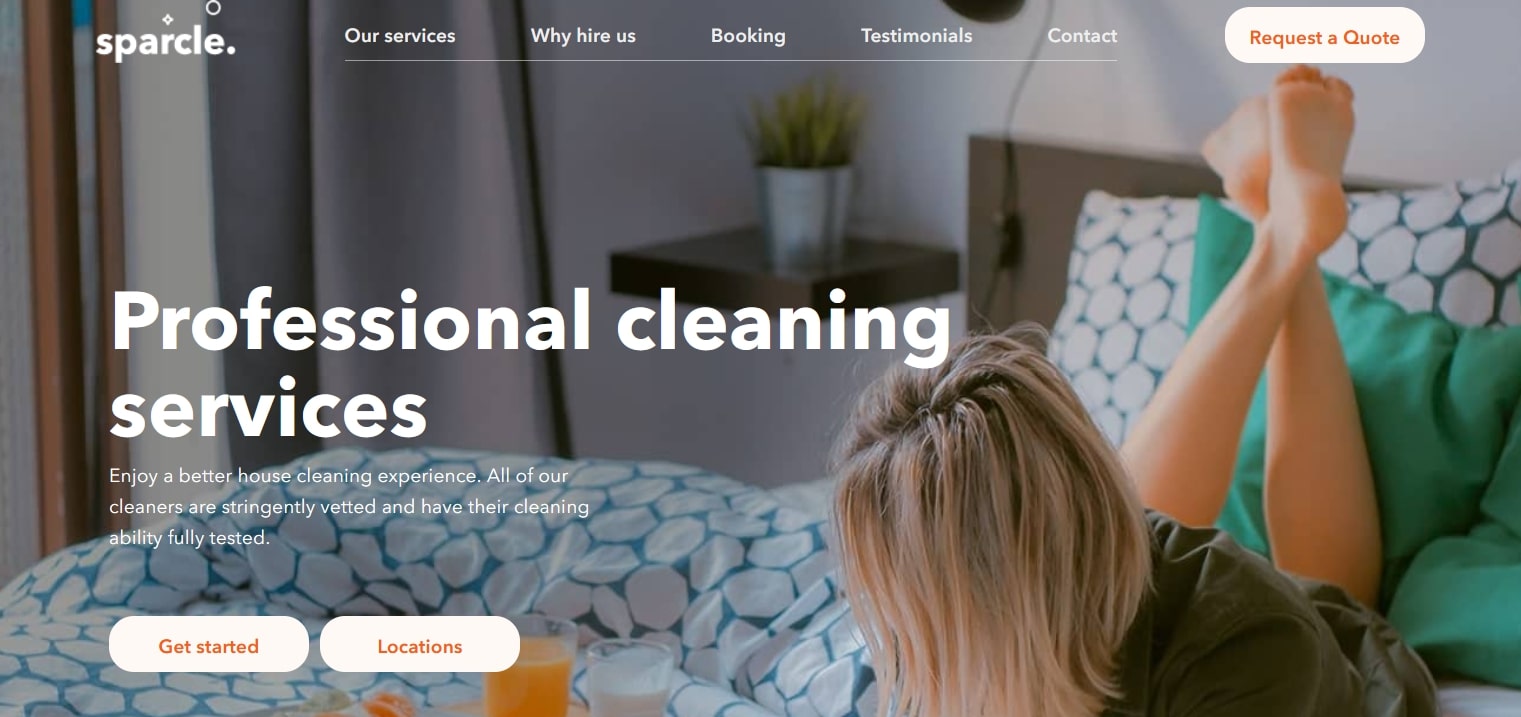 sparcle.
Our services
Why hire us
Booking
Testimonials
Contact
Request a Quote
Professional cleaning
services
Enjoy a better house cleaning experience. All of our
cleaners are stringently vetted and have their cleaning
ability fully tested.
Get started
Locations